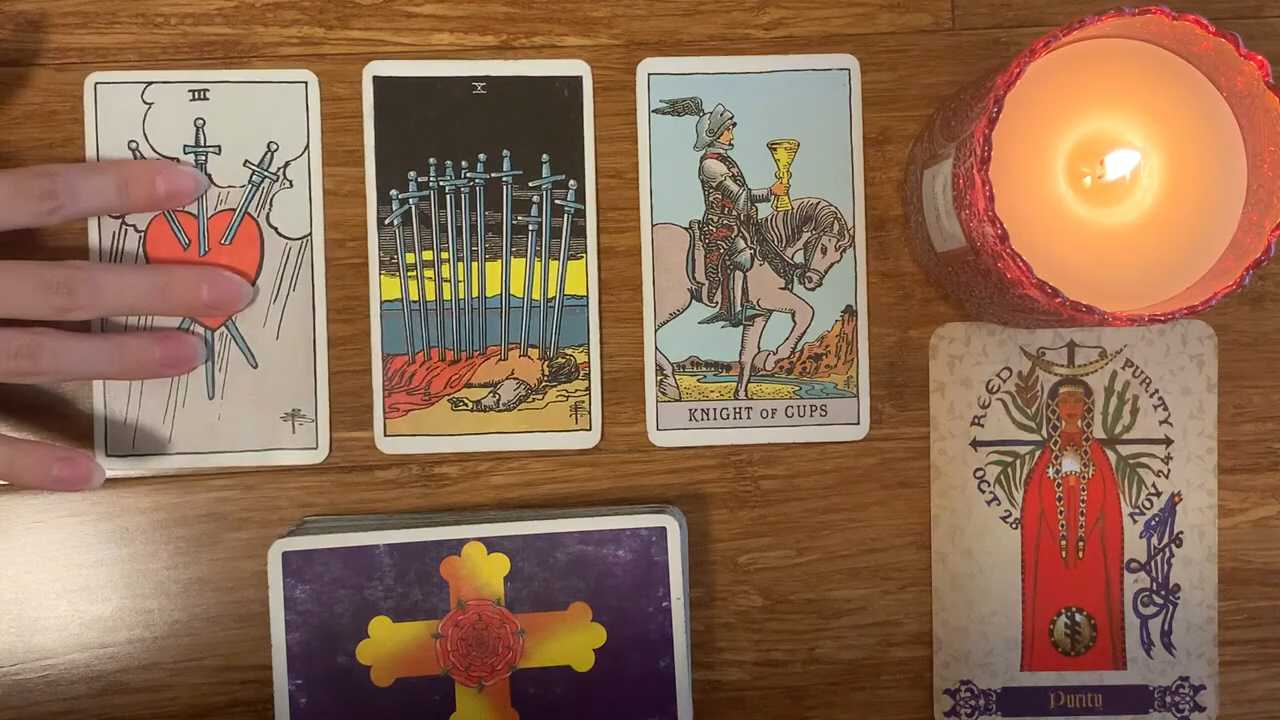 III
X
KNIGHT OF CUPS
REED
PURITY
OCT 28
NOV 24
Purity